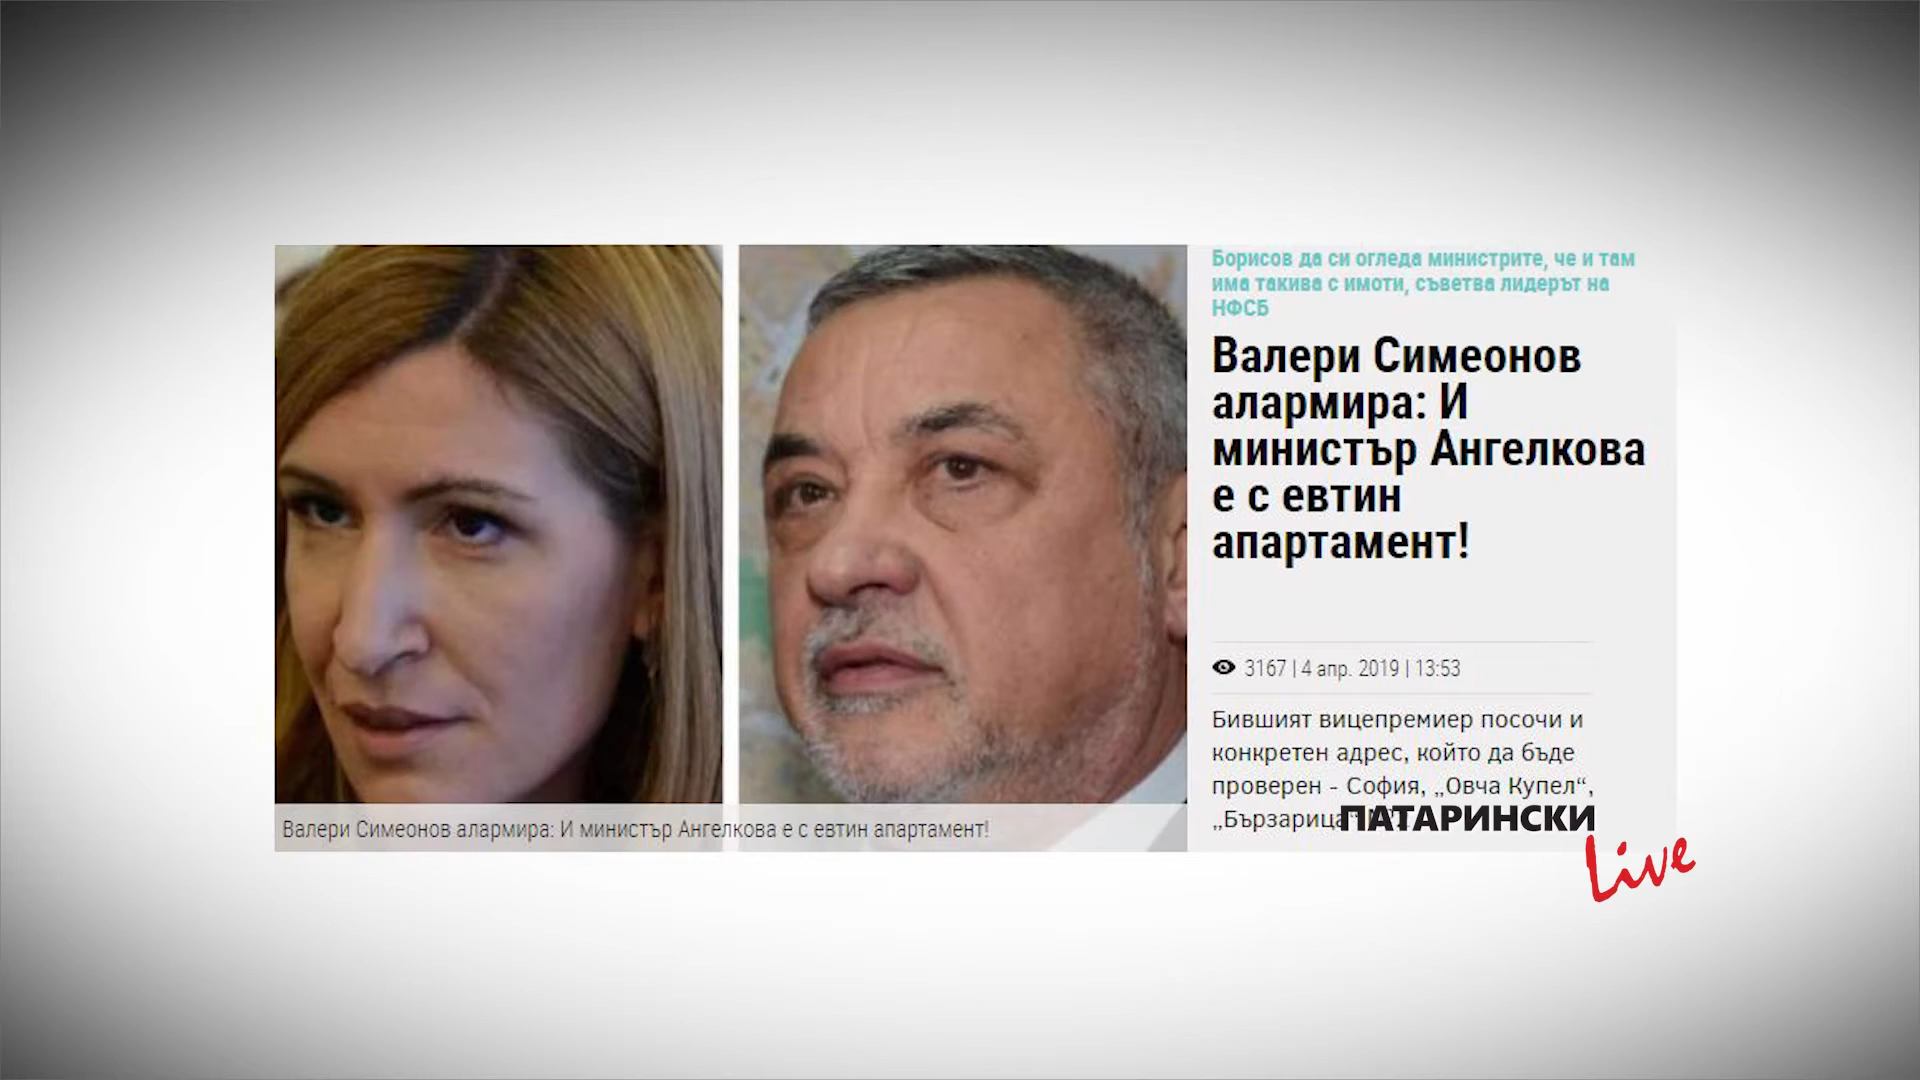 Борисов да си огледа министрите, че и там
има такива с имоти, съветва лидерът на
НФСБ
Валери Симеонов
алармира: И
министър Ангелкова
е с евтин
апартамент!
3167 | 4 апр. 2019 | 13:53
Бившият вицепремиер посочи и
конкретен адрес, който да бъде
проверен - София, „Овча Купел“,
„Бързарица“
Валери Симеонов алармира: И министър Ангелкова е с евтин апартамент!
ПАТАРИНСКИ
Live